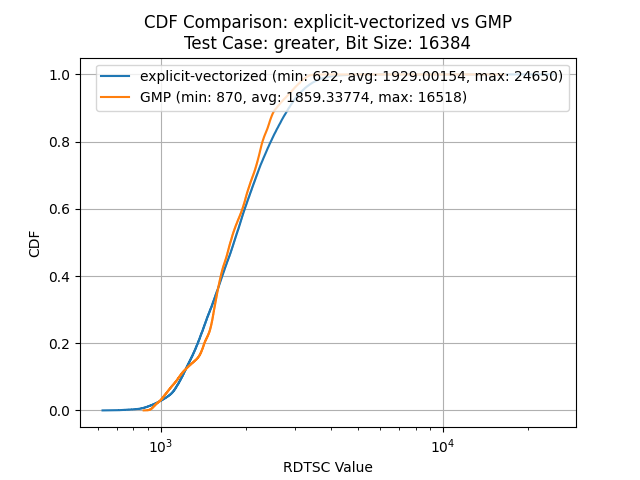 CDF Comparison: explicit-vectorized vs GMP
Test Case: greater, Bit Size: 16384
explicit-vectorized (min: 622, avg: 1929.00154, max: 24650)
GMP (min: 870, avg: 1859.33774, max: 16518)
1.0
0.8
0.6
0.4
0.2
0.0
CDF
10³
10⁴
RDTSC Value